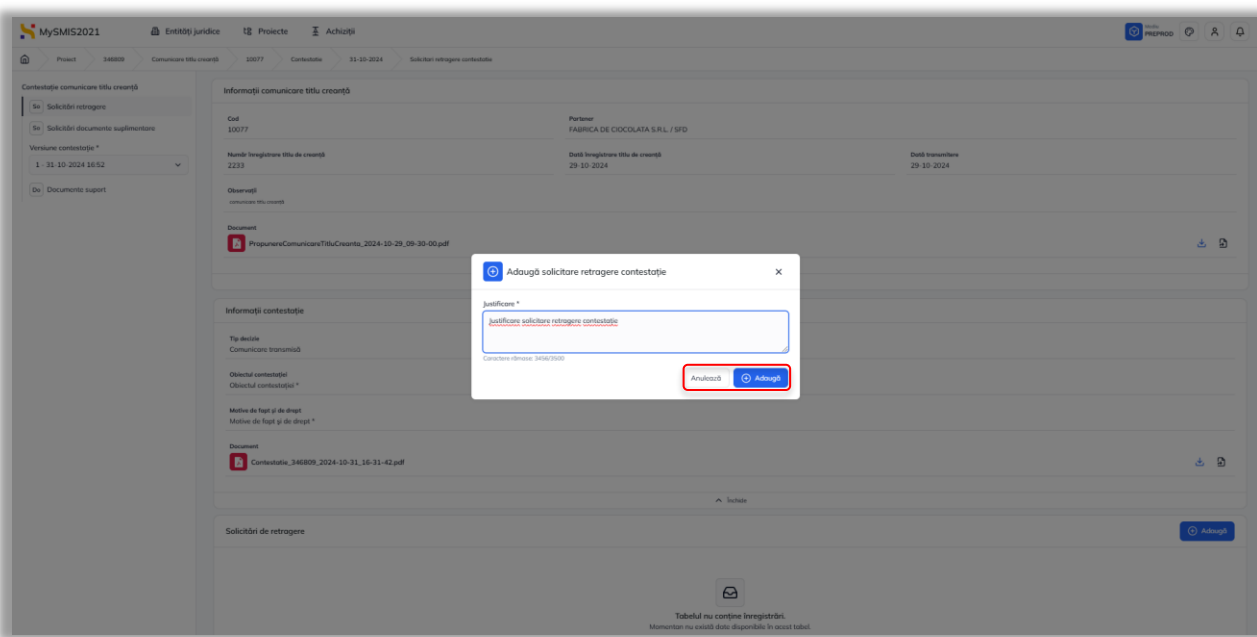 MySMIS2021 Entități juridice Proiecte Achiziții PREPROD
Proiect 346809 Comunicare titlu creanță 10077 Contestatie 31-10-2024 Solicitari retragere contestatie
Contestație comunicare titlu creanță
So Solicitări retragere
So Solicitări documente suplimentare
Versiune contestație *
1 - 31-10-2024 16:52
Do Documente suport
Informații comunicare titlu creanță
Cod Partener
10077 FABRICA DE CIOCOLATA S.R.L. / SFD
Număr înregistrare titlu de creanță Dată înregistrare titlu de creanță Dată transmitere
2233 29-10-2024 29-10-2024
Observații
comunicare titlu creanță
Document
PropunereComunicareTitluCreanta_2024-10-29_09-30-00.pdf
Adaugă solicitare retragere contestație
Justificare *
Justificare solicitare retragere contestație
Caractere rămase: 3456/3500
Anulează Adaugă
Informații contestație
Tip decizie
Comunicare transmisă
Obiectul contestației
Obiectul contestației *
Motive de fapt și de drept
Motive de fapt și de drept *
Document
Contestatie_346809_2024-10-31_16-31-42.pdf
Închide
Solicitări de retragere Adaugă
Tabelul nu conține înregistrări.
Momentan nu există date disponibile în acest tabel.